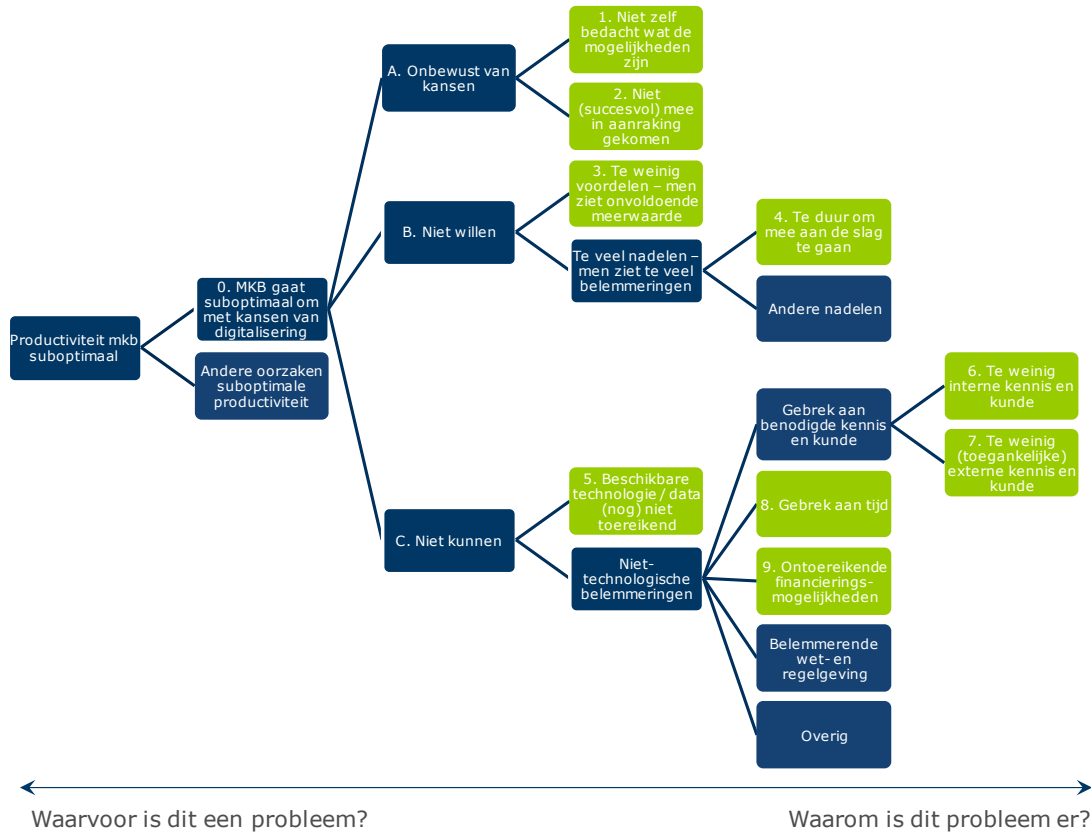 Productiviteit mkb
suboptimaal
0. MKB gaat
suboptimaal om
met kansen van
digitalisering
Andere oorzaken
suboptimale
productiviteit
A. Onbewust van
kansen
1. Niet zelf
bedacht wat de
mogelijkheden
zijn
2. Niet
(succesvol) mee
in aanraking
gekomen
B. Niet willen
3. Te weinig
voordelen – men
ziet onvoldoende
meerwaarde
Te veel nadelen –
men ziet te veel
belemmeringen
4. Te duur om
mee aan de slag
te gaan
Andere nadelen
C. Niet kunnen
5. Beschikbare
technologie / data
(nog) niet
toereikend
Niet-
technologische
belemmeringen
Gebrek aan
benodigde kennis
en kunde
6. Te weinig
interne kennis en
kunde
7. Te weinig
(toegankelijke)
externe kennis en
kunde
8. Gebrek aan tijd
9. Ontoereikende
financierings-
mogelijkheden
Belemmerende
wet- en
regelgeving
Overig
Waarvoor is dit een probleem?
Waarom is dit probleem er?